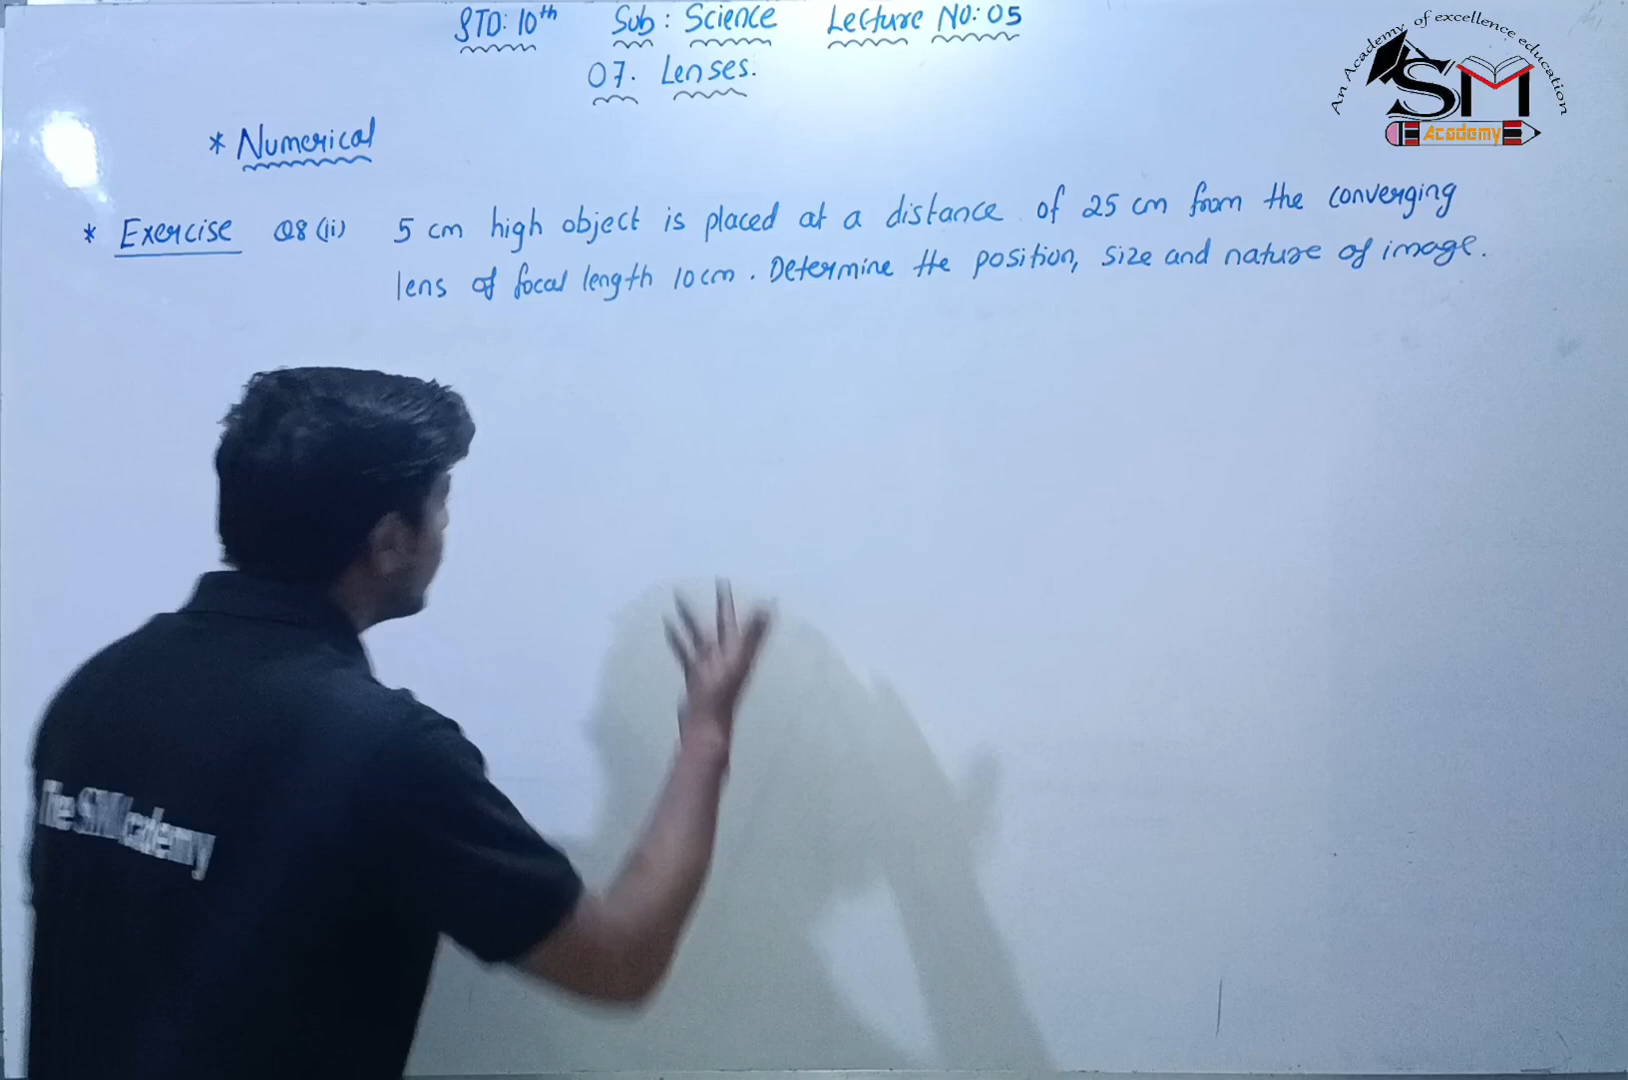 STD: 10th Sub: Science Lecture No: 05
07. Lenses.
An Academy of excellence education
SM
Academy
* Numerical
* Exercise Q8 (ii) 5 cm high object is placed at a distance of 25 cm from the converging
lens of focal length 10cm. Determine the position, size and nature of image.
The SM Academy